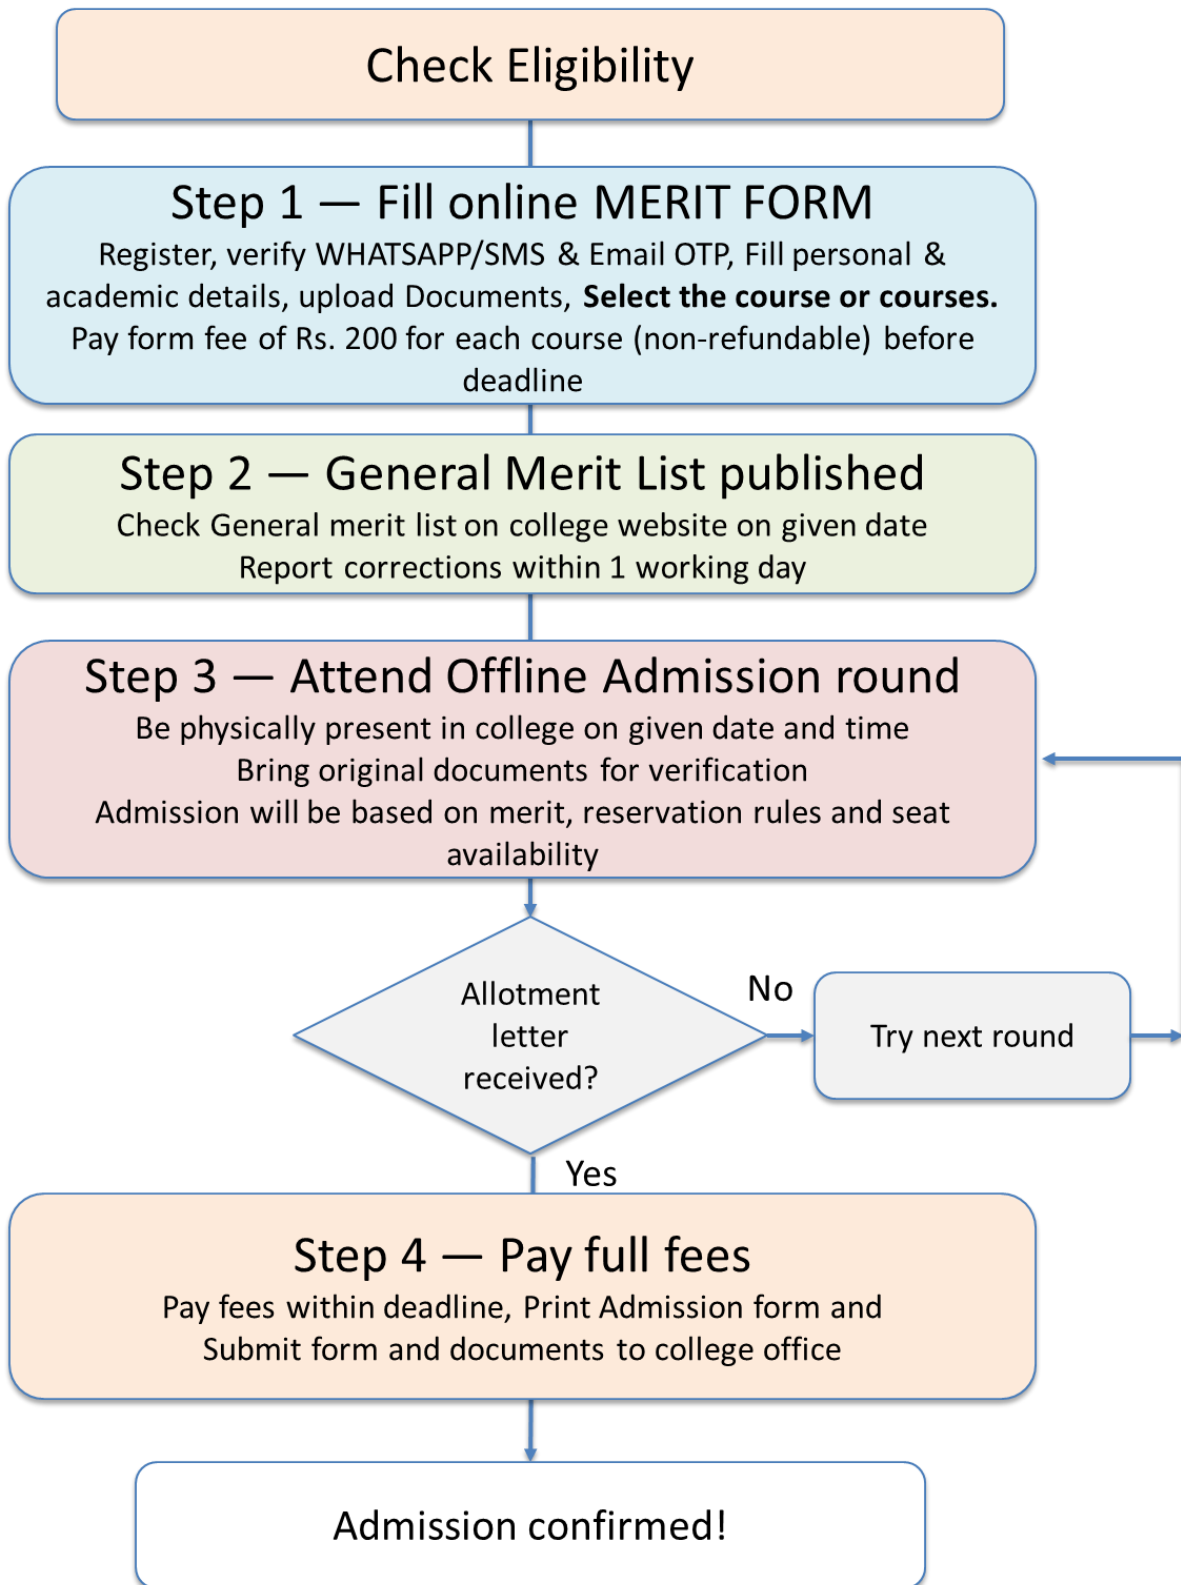 Check Eligibility
Step 1 — Fill online MERIT FORM
Register, verify WHATSAPP/SMS & Email OTP, Fill personal &
academic details, upload Documents, Select the course or courses.
Pay form fee of Rs. 200 for each course (non-refundable) before
deadline
Step 2 — General Merit List published
Check General merit list on college website on given date
Report corrections within 1 working day
Step 3 — Attend Offline Admission round
Be physically present in college on given date and time
Bring original documents for verification
Admission will be based on merit, reservation rules and seat
availability
Allotment
letter
received?
No
Try next round
Yes
Step 4 — Pay full fees
Pay fees within deadline, Print Admission form and
Submit form and documents to college office
Admission confirmed!